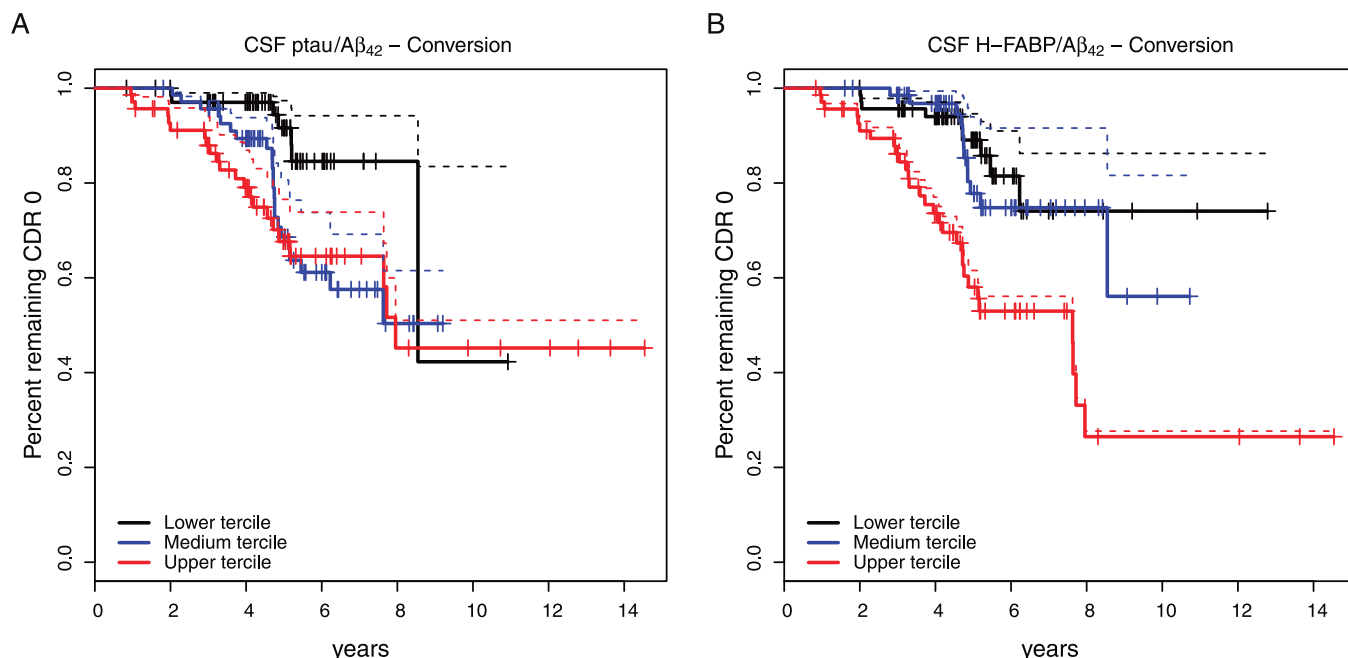 A
CSF ptau/Aβ₄₂ – Conversion
Percent remaining CDR 0
1.0
0.8
0.6
0.4
0.2
0.0
Lower tercile
Medium tercile
Upper tercile
0 2 4 6 8 10 12 14
years
B
CSF H–FABP/Aβ₄₂ – Conversion
Percent remaining CDR 0
1.0
0.8
0.6
0.4
0.2
0.0
Lower tercile
Medium tercile
Upper tercile
0 2 4 6 8 10 12 14
years